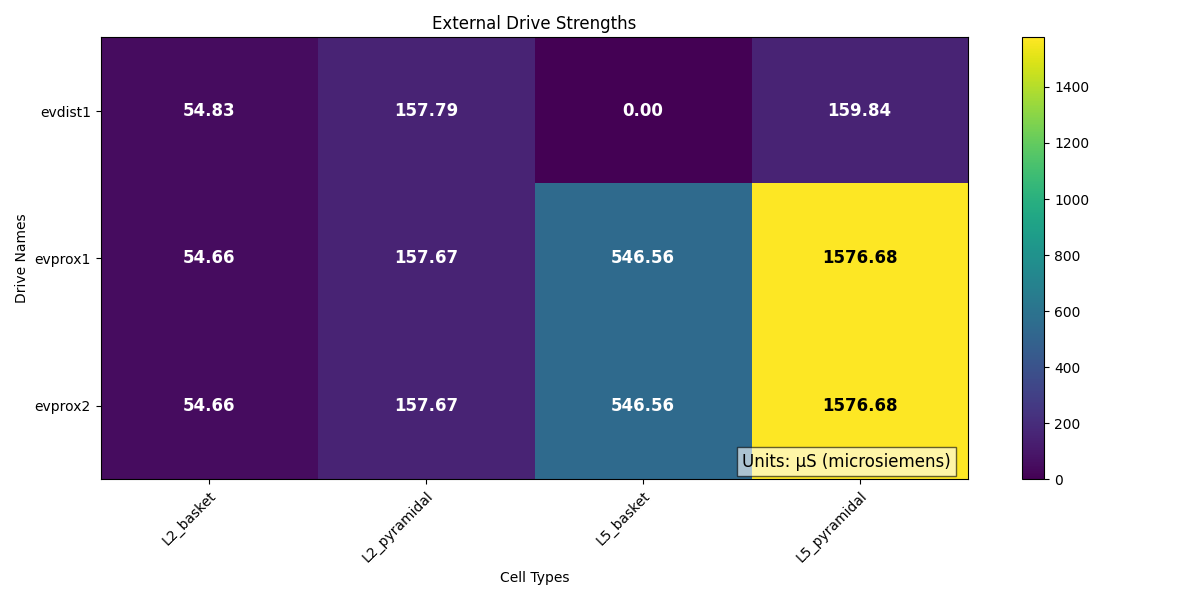 External Drive Strengths
Drive Names
evdist1
54.83 157.79 0.00 159.84
evprox1
54.66 157.67 546.56 1576.68
evprox2
54.66 157.67 546.56 1576.68
Units: μS (microsiemens)
L2_basket
L2_pyramidal
L5_basket
L5_pyramidal
Cell Types
1400
1200
1000
800
600
400
200
0